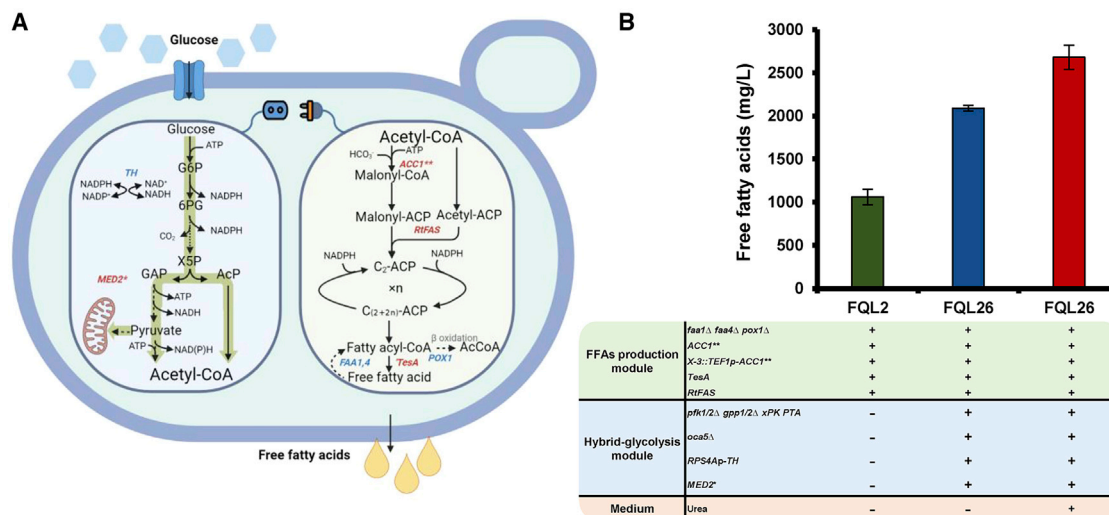 A
Glucose
Glucose
ATP
TH
G6P
NADPH
NAD⁺
NADP⁺
NADH
NADPH
6PG
CO₂
NADPH
X5P
MED2*
GAP
AcP
ATP
NADH
Pyruvate
ATP
NAD(P)H
Acetyl-CoA
Acetyl-CoA
HCO₃⁻
ATP
ACC1**
Malonyl-CoA
Malonyl-ACP
Acetyl-ACP
RtFAS
NADPH
NADPH
C₂-ACP
×n
C(2+2n)-ACP
β oxidation
Fatty acyl-CoA
AcCoA
FAA1,4
'TesA
POX1
Free fatty acid
Free fatty acids
B
Free fatty acids (mg/L)
3000
2500
2000
1500
1000
500
0
FQL2 FQL26 FQL26
FFAs production module
faa1Δ faa4Δ pox1Δ + + +
ACC1** + + +
X-3::TEF1p-ACC1** + + +
TesA + + +
RtFAS + + +
Hybrid-glycolysis module
pfk1/2Δ gpp1/2Δ xPK PTA – + +
oca5Δ – + +
RPS4Ap-TH – + +
MED2* – + +
Medium Urea – – +